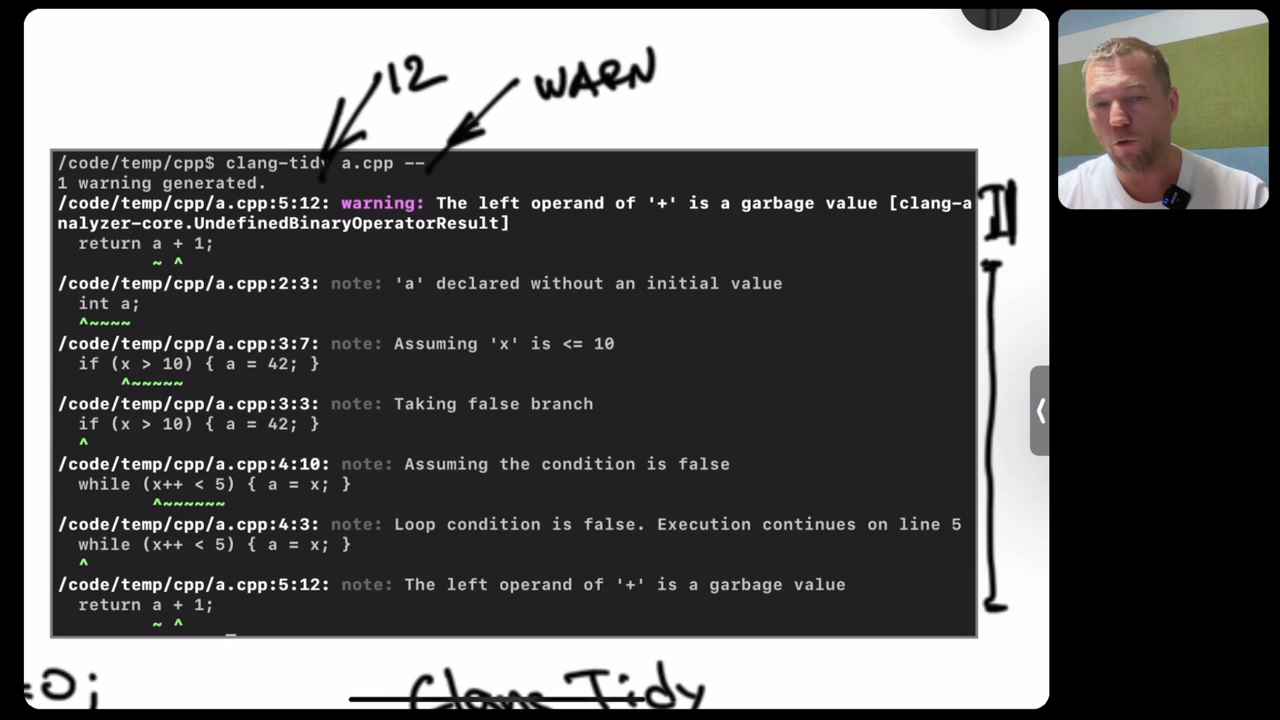 12
WARN
/code/temp/cpp$ clang-tidy a.cpp --
1 warning generated.
/code/temp/cpp/a.cpp:5:12: warning: The left operand of '+' is a garbage value [clang-a
nalyzer-core.UndefinedBinaryOperatorResult]
return a + 1;
~ ^
/code/temp/cpp/a.cpp:2:3: note: 'a' declared without an initial value
int a;
^~~~~
/code/temp/cpp/a.cpp:3:7: note: Assuming 'x' is <= 10
if (x > 10) { a = 42; }
^~~~~~
/code/temp/cpp/a.cpp:3:3: note: Taking false branch
if (x > 10) { a = 42; }
^
/code/temp/cpp/a.cpp:4:10: note: Assuming the condition is false
while (x++ < 5) { a = x; }
^~~~~~~
/code/temp/cpp/a.cpp:4:3: note: Loop condition is false. Execution continues on line 5
while (x++ < 5) { a = x; }
^
/code/temp/cpp/a.cpp:5:12: note: The left operand of '+' is a garbage value
return a + 1;
~ ^
=0;
Clang Tidy